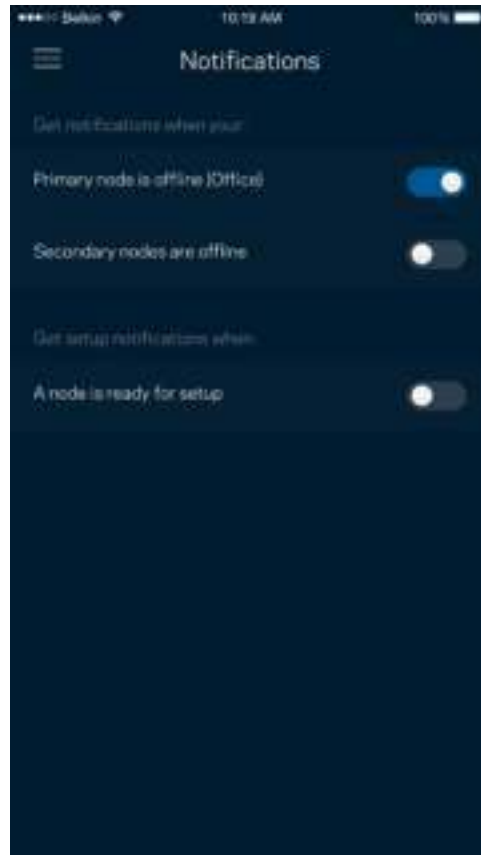 Belkin 10:19 AM 100%
Notifications
Get notifications when your:
Primary node is offline (Office)
Secondary nodes are offline
Get setup notifications when:
A node is ready for setup